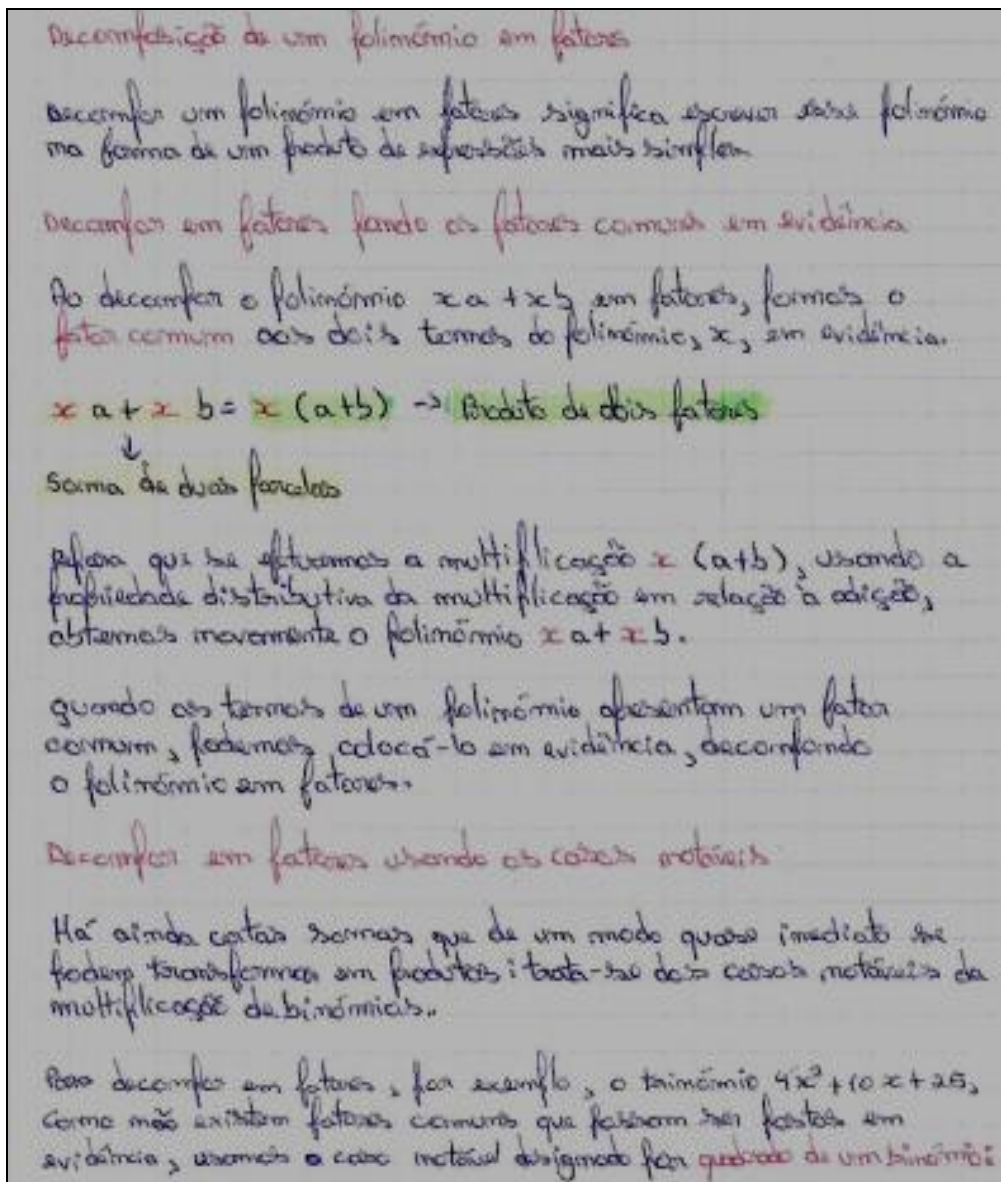 Decomposição de um polinómio em fatores
Decompor um polinómio em fatores significa escrever esse polinómio
na forma de um produto de expressões mais simples.
Decompor em fatores pondo os fatores comuns em evidência
Ao decompor o polinómio xa + xb em fatores, pomos o
fator comum aos dois termos do polinómio, x, em evidência.
x a + x b = x (a+b) → Produto de dois fatores
↓
Soma de duas parcelas
Repara que se efetuarmos a multiplicação x (a+b), usando a
propriedade distributiva da multiplicação em relação à adição,
obtemos novamente o polinómio x a + x b.
quando os termos de um polinómio apresentam um fator
comum, podemos colocá-lo em evidência, decompondo
o polinómio em fatores.
Decompor em fatores usando os casos notáveis
Há ainda certas somas que de um modo quase imediato se
podem transformar em produtos: trata-se dos casos notáveis da
multiplicação de binómios.
Para decompor em fatores, por exemplo, o trinómio, + 25,
como não existem fatores comuns que possam ser postos em
evidência, usamos o caso notável designado por quadrado de um binómio: